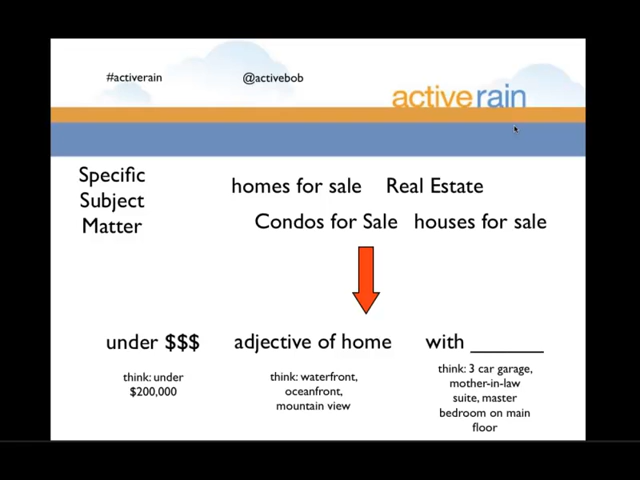 #activerain @activebob
activerain
Specific
Subject
Matter
homes for sale Real Estate
Condos for Sale houses for sale
under $$$
think: under
$200,000
adjective of home
think: waterfront,
oceanfront,
mountain view
with _______
think: 3 car garage,
mother-in-law
suite, master
bedroom on main
floor